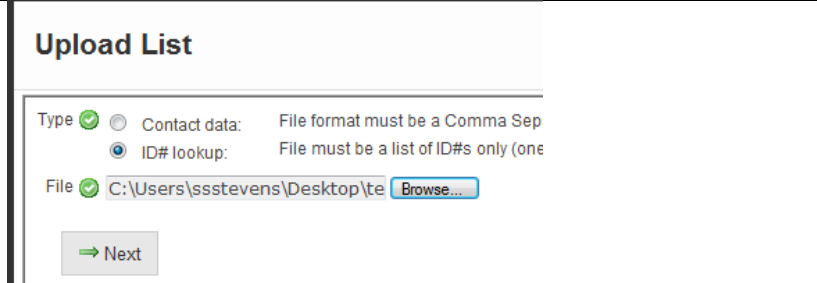 Upload List
Type Contact data: File format must be a Comma Sep
ID# lookup: File must be a list of ID#s only (one
File C:\Users\ssstevens\Desktop\te Browse...
Next